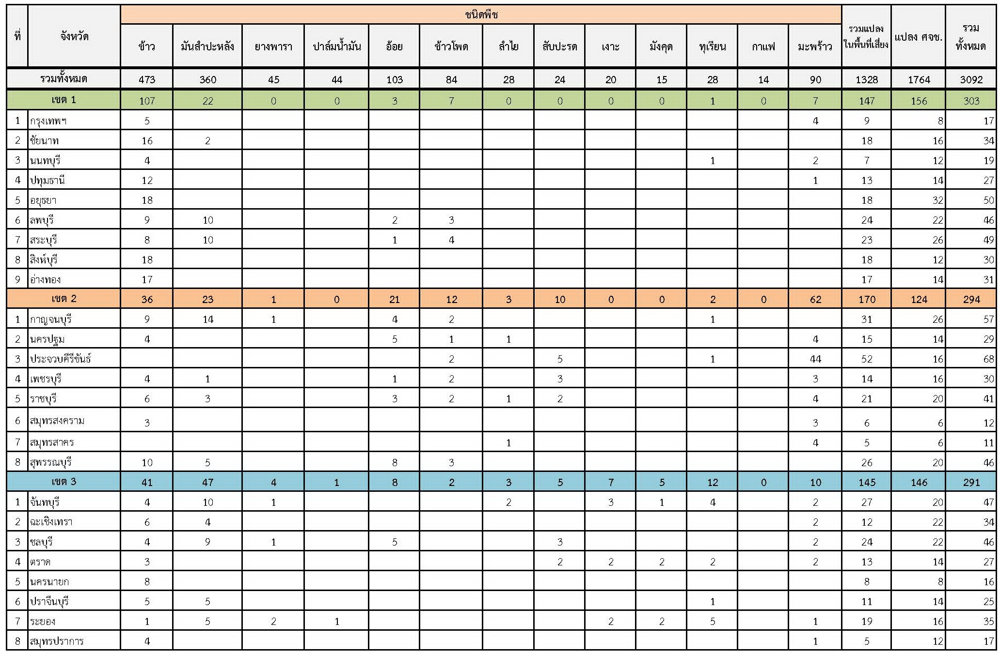 ที่ จังหวัด ชนิดพืช รวมแปลงในพื้นที่เสี่ยง แปลง ศจช. รวมทั้งหมด
ข้าว มันสำปะหลัง ยางพารา ปาล์มน้ำมัน อ้อย ข้าวโพด ลำไย สับปะรด เงาะ มังคุด ทุเรียน กาแฟ มะพร้าว
รวมทั้งหมด 473 360 45 44 103 84 28 24 20 15 28 14 90 1328 1764 3092
เขต 1 107 22 0 0 3 7 0 0 0 0 1 0 7 147 156 303
1 กรุงเทพฯ 5 4 9 8 17
2 ชัยนาท 16 2 18 16 34
3 นนทบุรี 4 1 2 7 12 19
4 ปทุมธานี 12 1 13 14 27
5 อยุธยา 18 18 32 50
6 ลพบุรี 9 10 2 3 24 22 46
7 สระบุรี 8 10 1 4 23 26 49
8 สิงห์บุรี 18 18 12 30
9 อ่างทอง 17 17 14 31
เขต 2 36 23 1 0 21 12 3 10 0 0 2 0 62 170 124 294
1 กาญจนบุรี 9 14 1 4 2 1 31 26 57
2 นครปฐม 4 5 1 1 4 15 14 29
3 ประจวบคีรีขันธ์ 2 5 1 44 52 16 68
4 เพชรบุรี 4 1 1 2 3 3 14 16 30
5 ราชบุรี 6 3 3 2 1 2 4 21 20 41
6 สมุทรสงคราม 3 3 6 6 12
7 สมุทรสาคร 1 4 5 6 11
8 สุพรรณบุรี 10 5 8 3 26 20 46
เขต 3 41 47 4 1 8 2 3 5 7 5 12 0 10 145 146 291
1 จันทบุรี 4 10 1 2 3 1 4 2 27 20 47
2 ฉะเชิงเทรา 6 4 2 12 22 34
3 ชลบุรี 4 9 1 5 3 2 24 22 46
4 ตราด 3 2 2 2 2 2 13 14 27
5 นครนายก 8 8 8 16
6 ปราจีนบุรี 5 5 1 11 14 25
7 ระยอง 1 5 2 1 2 2 5 1 19 16 35
8 สมุทรปราการ 4 1 5 12 17